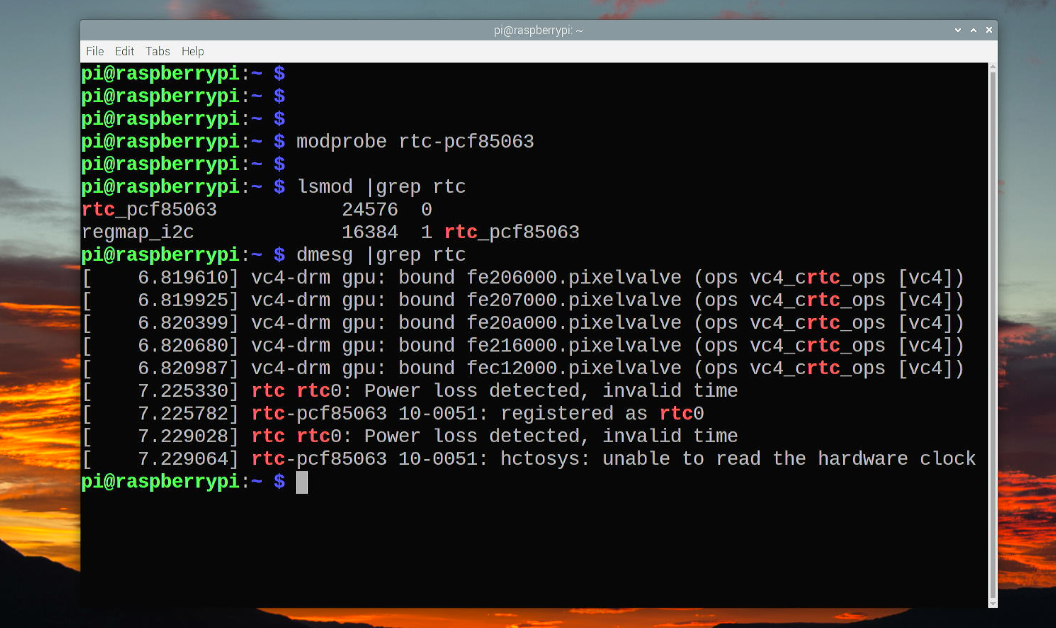 pi@raspberrypi: ~
File Edit Tabs Help
pi@raspberrypi:~ $
pi@raspberrypi:~ $
pi@raspberrypi:~ $
pi@raspberrypi:~ $ modprobe rtc-pcf85063
pi@raspberrypi:~ $
pi@raspberrypi:~ $ lsmod |grep rtc
rtc_pcf85063           24576  0
regmap_i2c             16384  1 rtc_pcf85063
pi@raspberrypi:~ $ dmesg |grep rtc
[    6.819610] vc4-drm gpu: bound fe206000.pixelvalve (ops vc4_crtc_ops [vc4])
[    6.819925] vc4-drm gpu: bound fe207000.pixelvalve (ops vc4_crtc_ops [vc4])
[    6.820399] vc4-drm gpu: bound fe20a000.pixelvalve (ops vc4_crtc_ops [vc4])
[    6.820680] vc4-drm gpu: bound fe216000.pixelvalve (ops vc4_crtc_ops [vc4])
[    6.820987] vc4-drm gpu: bound fec12000.pixelvalve (ops vc4_crtc_ops [vc4])
[    7.225330] rtc rtc0: Power loss detected, invalid time
[    7.225782] rtc-pcf85063 10-0051: registered as rtc0
[    7.229028] rtc rtc0: Power loss detected, invalid time
[    7.229064] rtc-pcf85063 10-0051: hctosys: unable to read the hardware clock
pi@raspberrypi:~ $